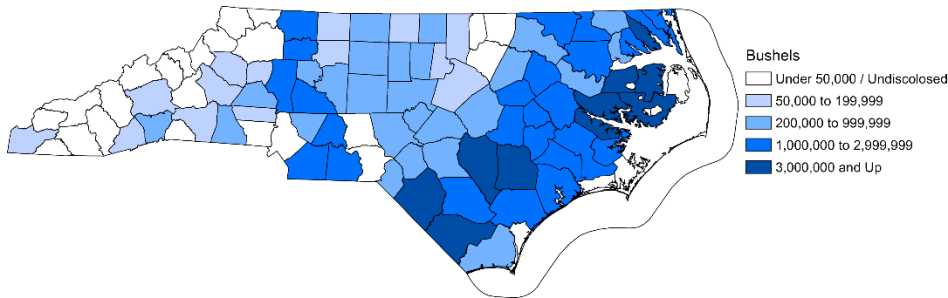 Bushels
Under 50,000 / Undiscolosed
50,000 to 199,999
200,000 to 999,999
1,000,000 to 2,999,999
3,000,000 and Up